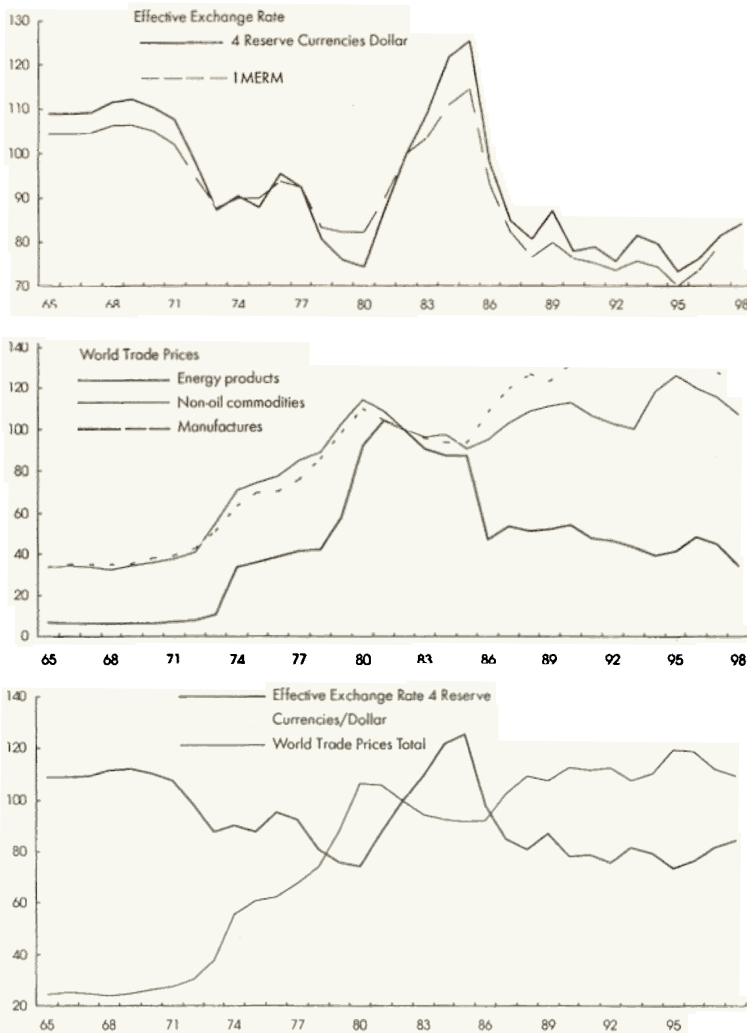 Effective Exchange Rate
4 Reserve Currencies Dollar
1MERM
130
120
110
100
90
80
70
65 68 71 74 77 80 83 86 89 92 95 98
World Trade Prices
Energy products
Non-oil commodities
Manufactures
140
120
100
80
60
40
20
0
65 68 71 74 77 80 83 86 89 92 95 98
Effective Exchange Rate 4 Reserve
Currencies/Dollar
World Trade Prices Total
140
120
100
80
60
40
20
65 68 71 74 77 80 83 86 89 92 95